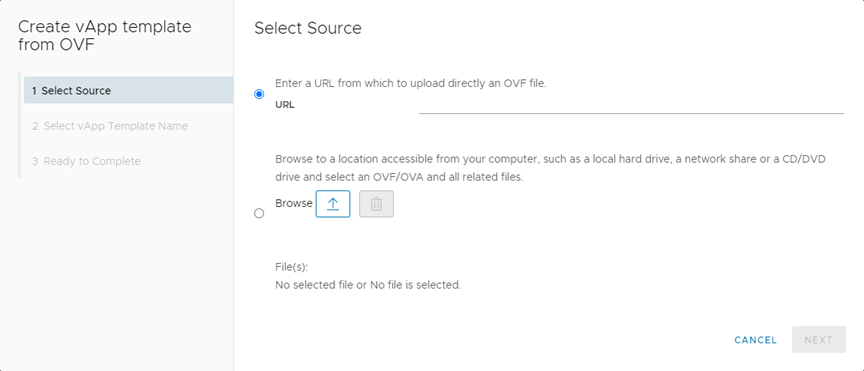 Create vApp template
from OVF
1 Select Source
2 Select vApp Template Name
3 Ready to Complete
Select Source
Enter a URL from which to upload directly an OVF file.
URL
Browse to a location accessible from your computer, such as a local hard drive, a network share or a CD/DVD
drive and select an OVF/OVA and all related files.
Browse
File(s):
No selected file or No file is selected.
CANCEL NEXT